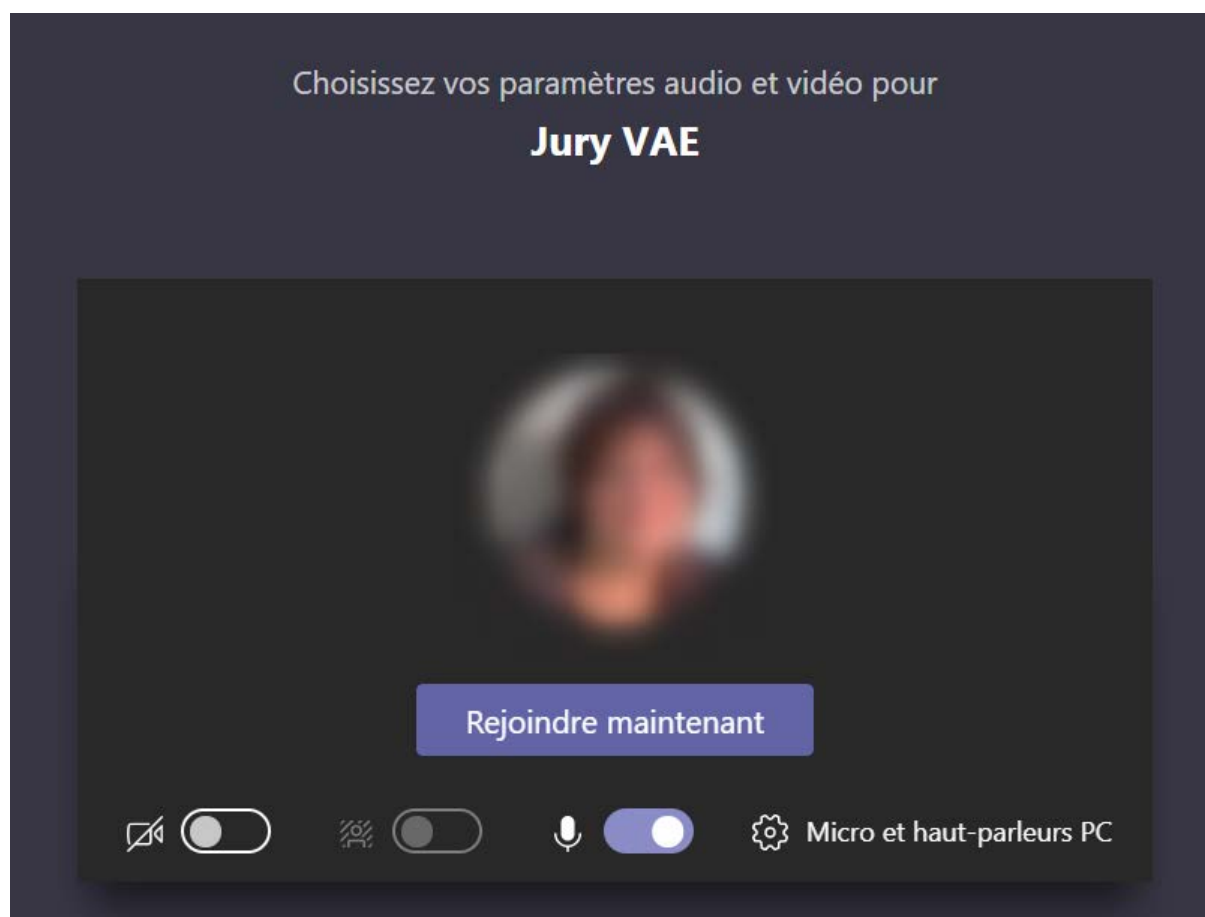 Choisissez vos paramètres audio et vidéo pour
Jury VAE
Rejoindre maintenant
Micro et haut-parleurs PC